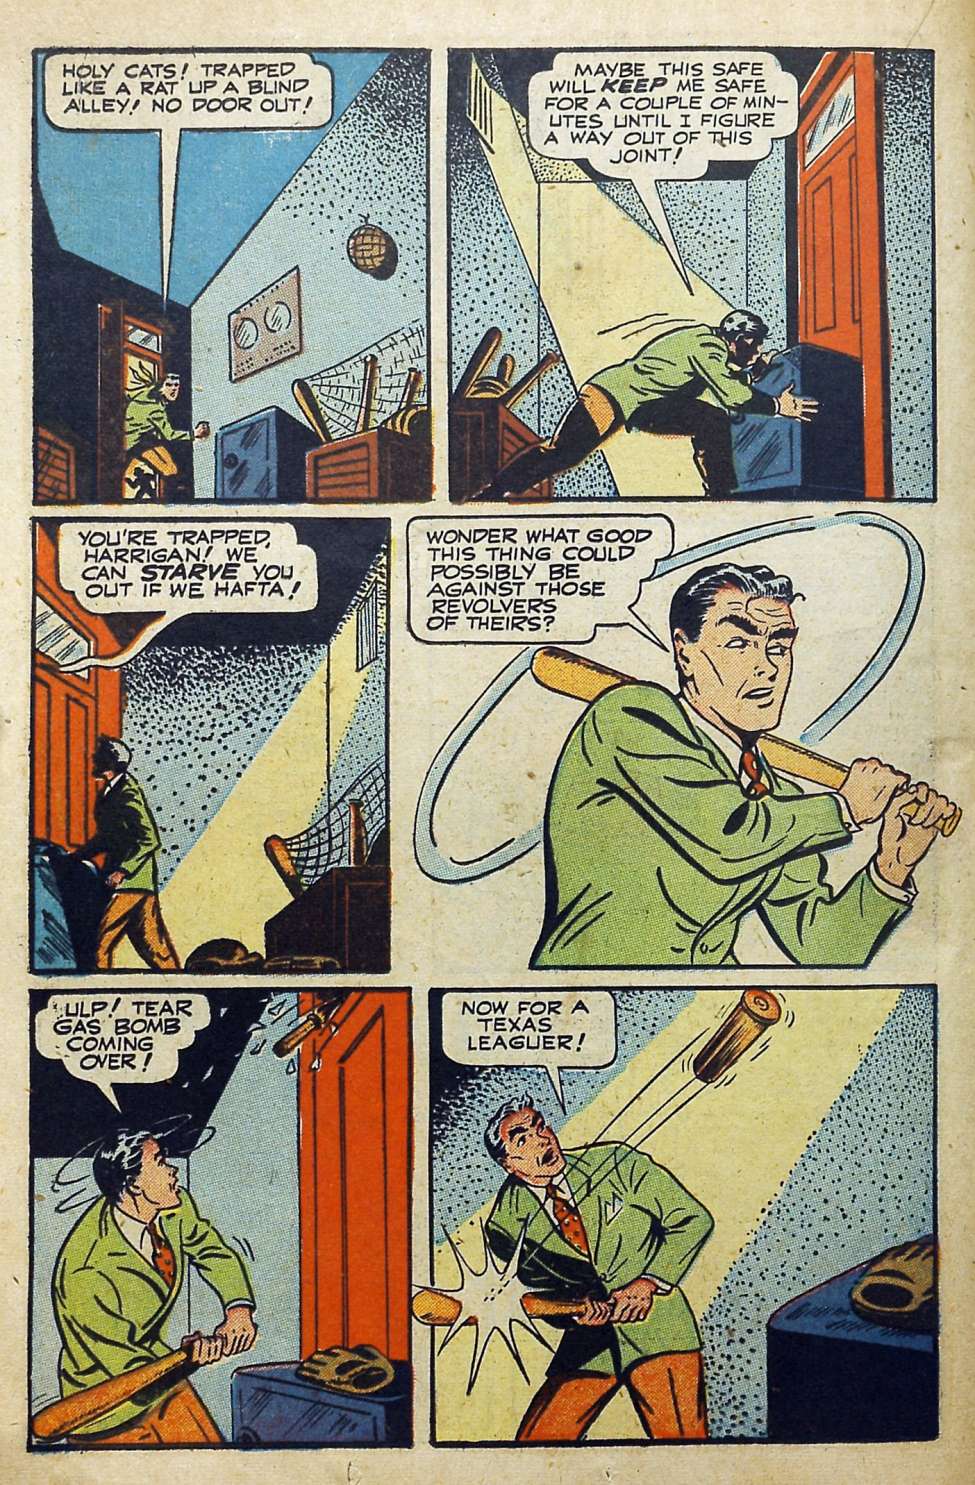 HOLY CATS! TRAPPED
LIKE A RAT UP A BLIND
ALLEY! NO DOOR OUT!
MAYBE THIS SAFE
WILL KEEP ME SAFE
FOR A COUPLE OF MIN-
UTES UNTIL I FIGURE
A WAY OUT OF THIS
JOINT!
YOU'RE TRAPPED,
HARRIGAN! WE
CAN STARVE YOU
OUT IF WE HAFTA!
WONDER WHAT GOOD
THIS THING COULD
POSSIBLY BE
AGAINST THOSE
REVOLVERS
OF THEIRS?
ULP! TEAR
GAS BOMB
COMING
OVER!
NOW FOR A
TEXAS
LEAGUER!